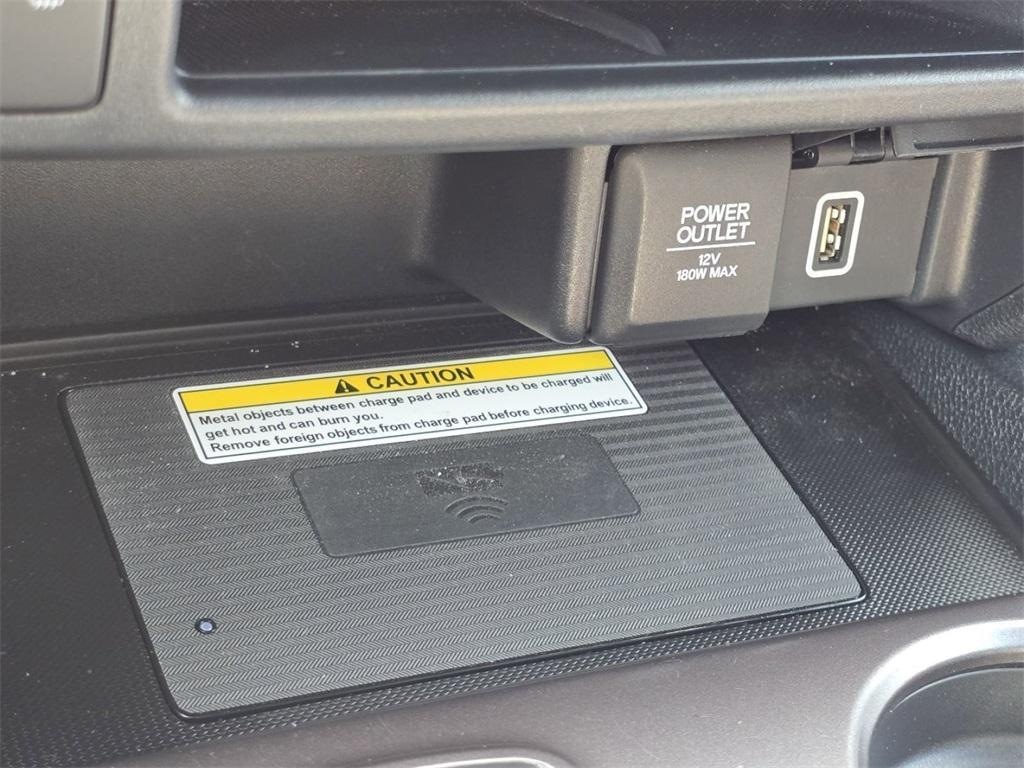 POWER
OUTLET
12V
180W MAX
CAUTION
Metal objects between charge pad and device to be charged will
get hot and can burn you.
Remove foreign objects from charge pad before charging device.